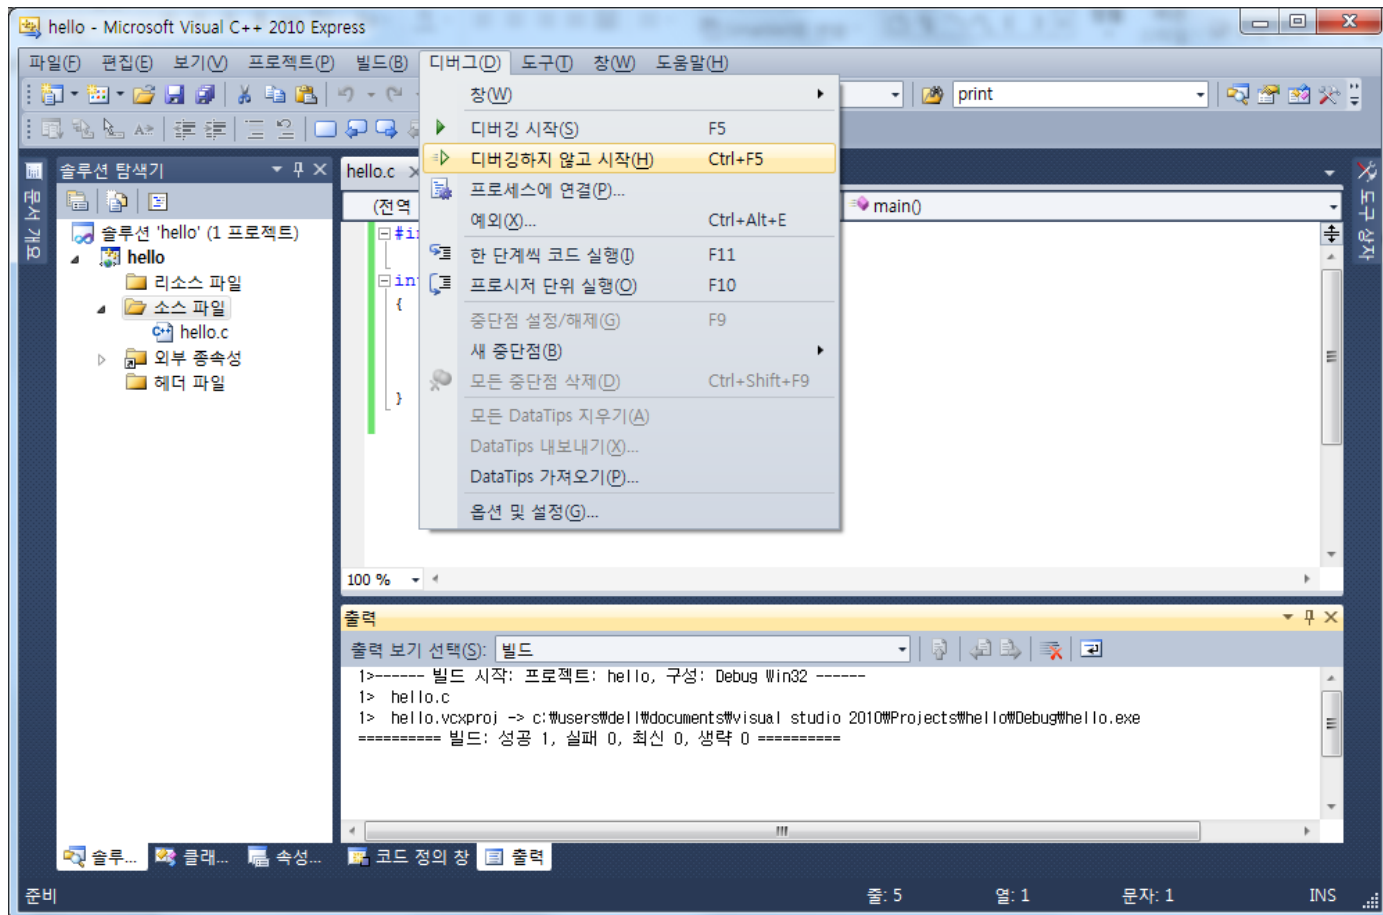 hello - Microsoft Visual C++ 2010 Express
파일(F) 편집(E) 보기(V) 프로젝트(P) 빌드(B) 디버그(D) 도구(T) 창(W) 도움말(H)
print
창(W)
디버깅 시작(S) F5
디버깅하지 않고 시작(H) Ctrl+F5
프로세스에 연결(P)...
예외(X)... Ctrl+Alt+E
한 단계씩 코드 실행(I) F11
프로시저 단위 실행(O) F10
중단점 설정/해제(G) F9
새 중단점(B)
모든 중단점 삭제(D) Ctrl+Shift+F9
모든 DataTips 지우기(A)
DataTips 내보내기(X)...
DataTips 가져오기(P)...
옵션 및 설정(G)...
문서 개요
솔루션 탐색기
솔루션 'hello' (1 프로젝트)
hello
리소스 파일
소스 파일
hello.c
외부 종속성
헤더 파일
hello.c
(전역
main()
#i
in
{
}
도구 상자
100 %
출력
출력 보기 선택(S): 빌드
1>------ 빌드 시작: 프로젝트: hello, 구성: Debug Win32 ------
1> hello.c
1> hello.vcxproj -> c:₩users₩dell₩documents₩visual studio 2010₩Projects₩hello₩Debug₩hello.exe
========== 빌드: 성공 1, 실패 0, 최신 0, 생략 0 ==========
솔루... 클래... 속성...
코드 정의 창 출력
준비 줄: 5 열: 1 문자: 1 INS